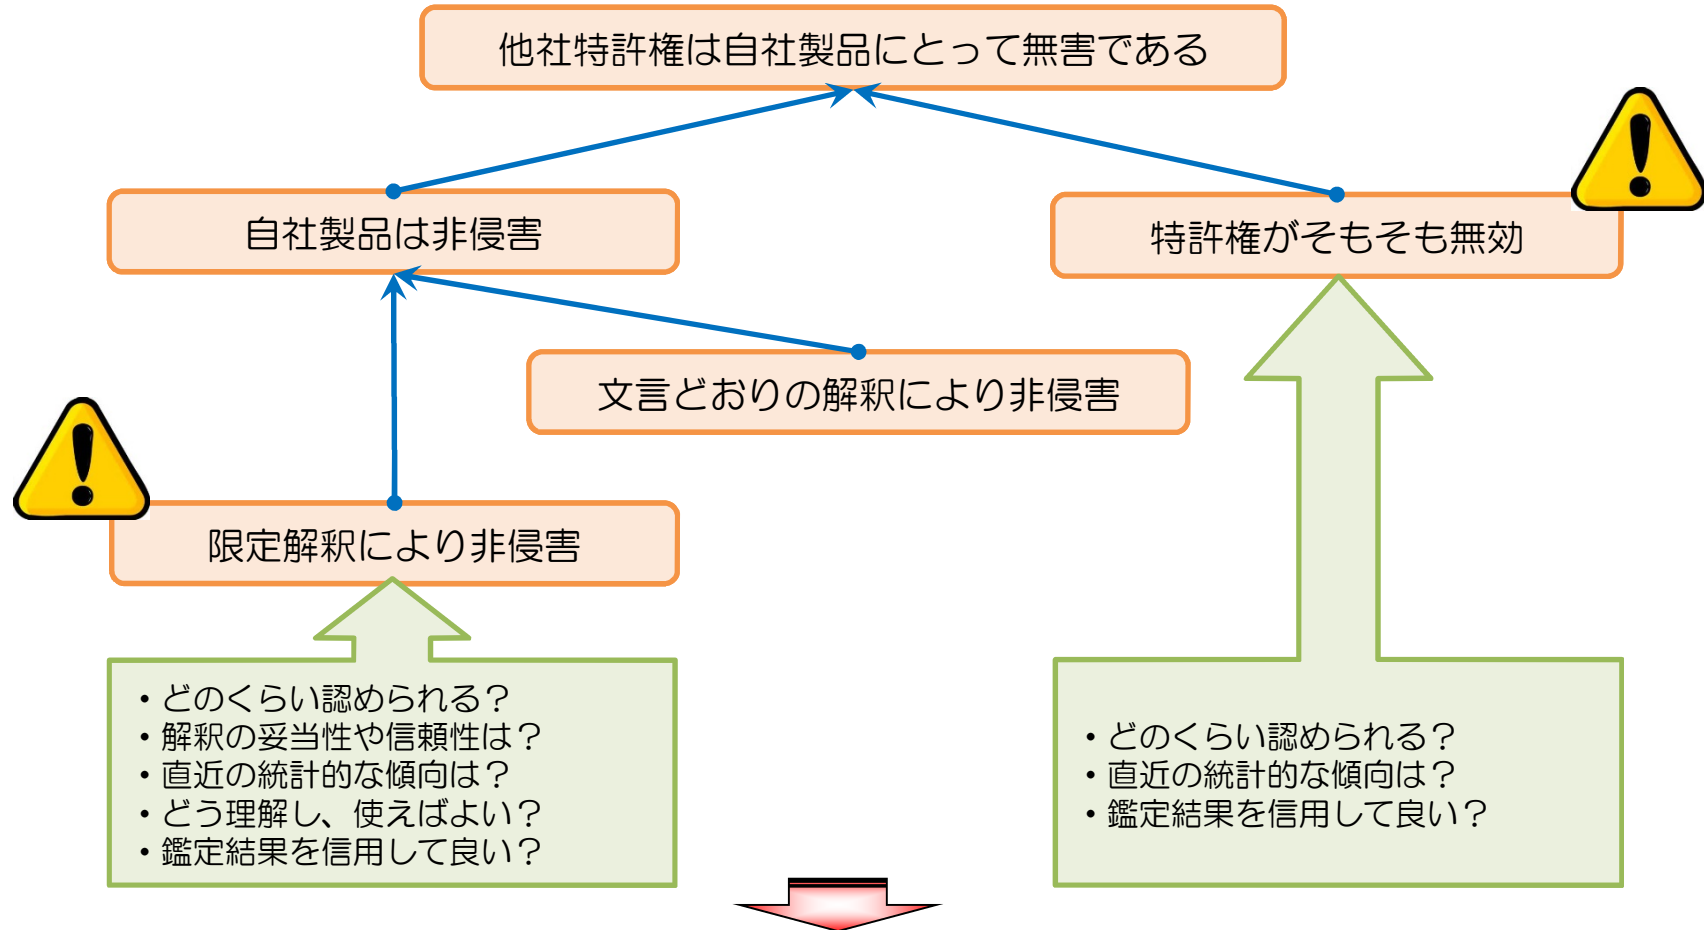 他社特許権は自社製品にとって無害である
自社製品は非侵害
特許権がそもそも無効
文言どおりの解釈により非侵害
限定解釈により非侵害
・どのくらい認められる？
・解釈の妥当性や信頼性は？
・直近の統計的な傾向は？
・どう理解し、使えばよい？
・鑑定結果を信用して良い？
・どのくらい認められる？
・直近の統計的な傾向は？
・鑑定結果を信用して良い？